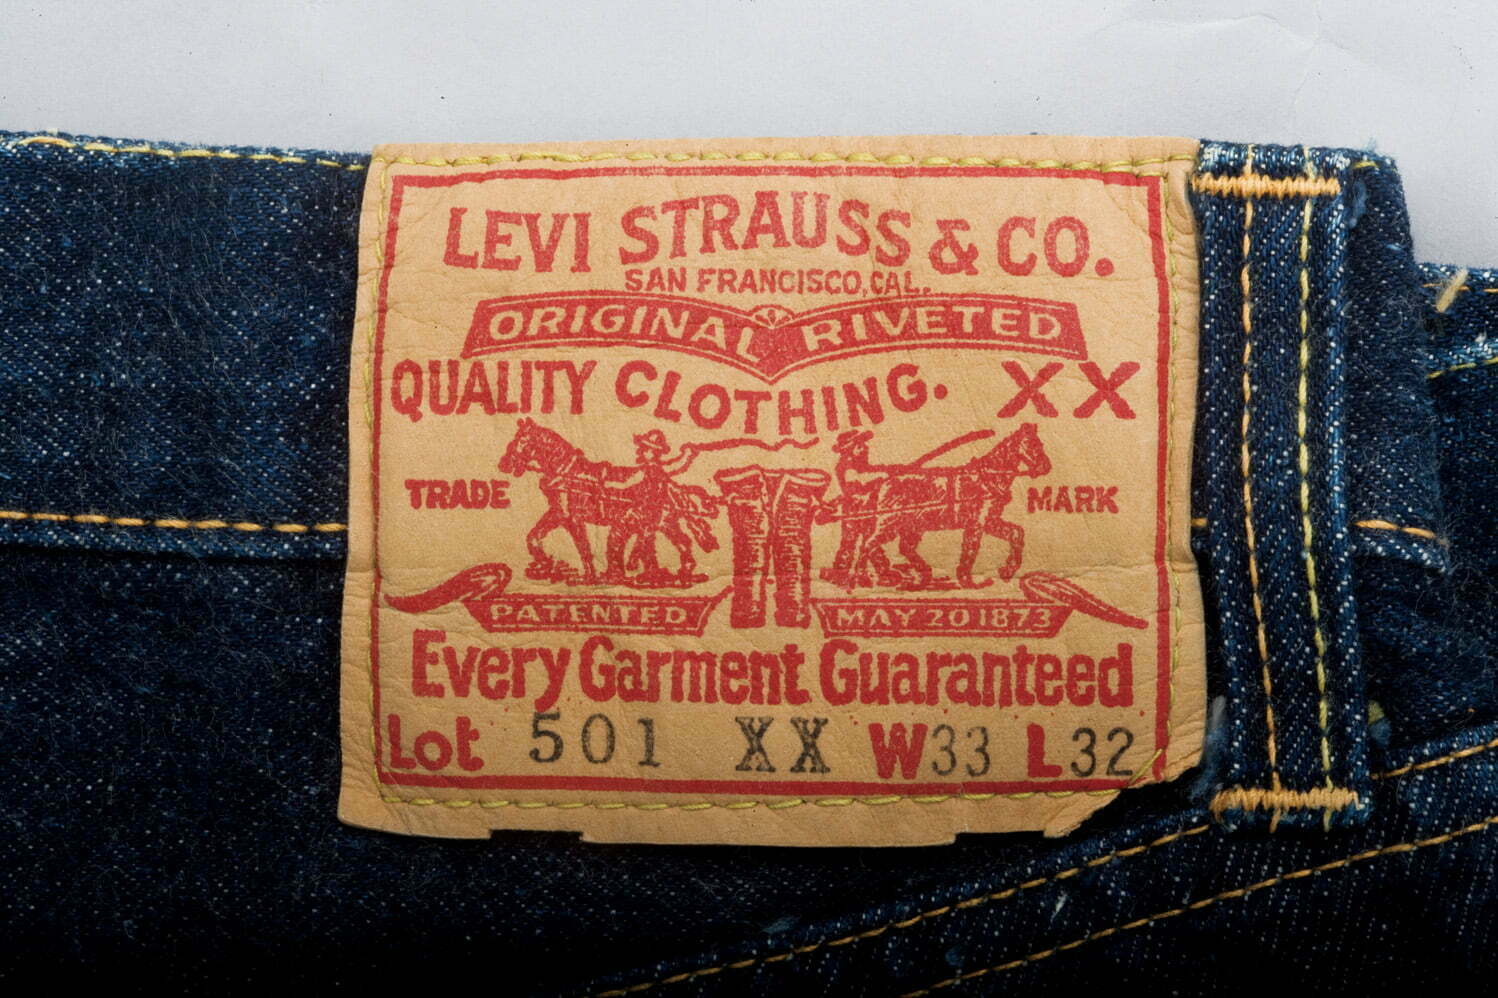 LEVI STRAUSS & CO.
SAN FRANCISCO, CAL.
ORIGINAL RIVETED
QUALITY CLOTHING. XX
TRADE MARK
PATENTED MAY 20 1873
Every Garment Guaranteed
Lot 501 XX W33 L32